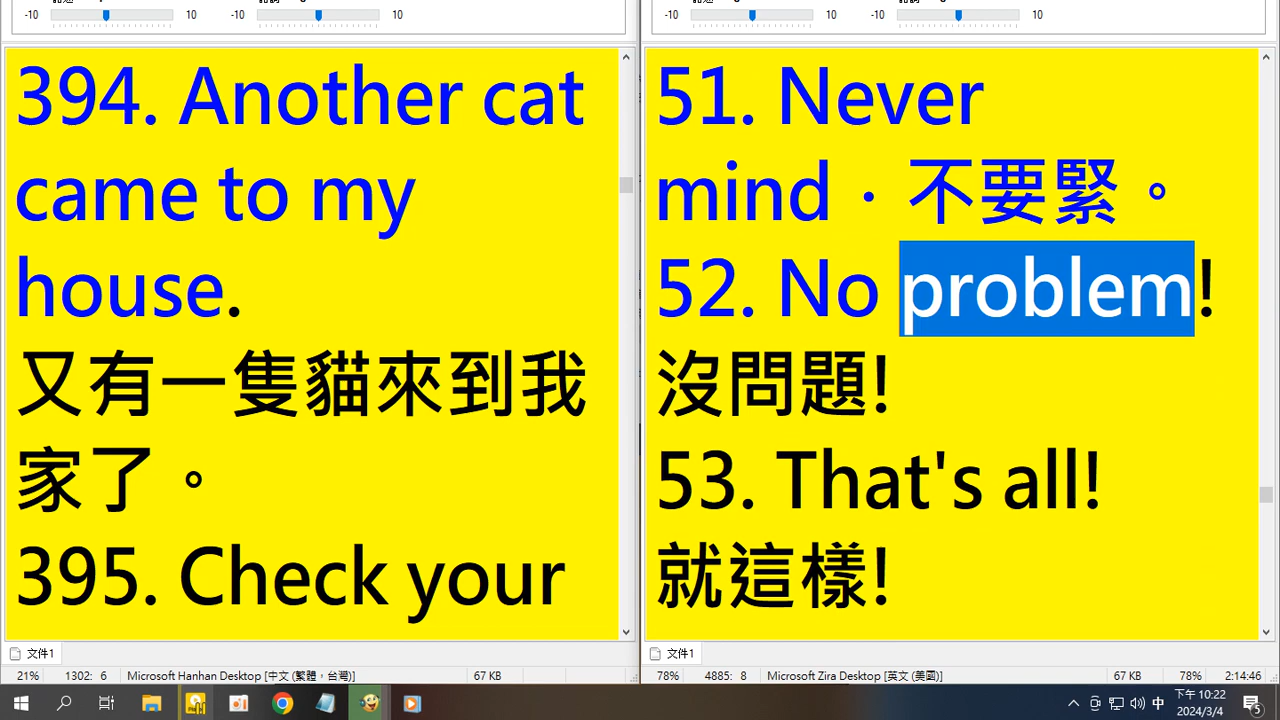 -10 10 -10 10
394. Another cat
came to my
house.
又有一隻貓來到我
家了。
395. Check your
文件1
21% 1302: 6 Microsoft Hanhan Desktop [中文 (繁體，台灣)] 67 KB
-10 10 -10 10
51. Never
mind．不要緊。
52. No problem!
沒問題!
53. That's all!
就這樣!
文件1
78% 4885: 8 Microsoft Zira Desktop [英文 (美國)] 67 KB 78% 2:14:46
中 下午 10:22
2024/3/4
5